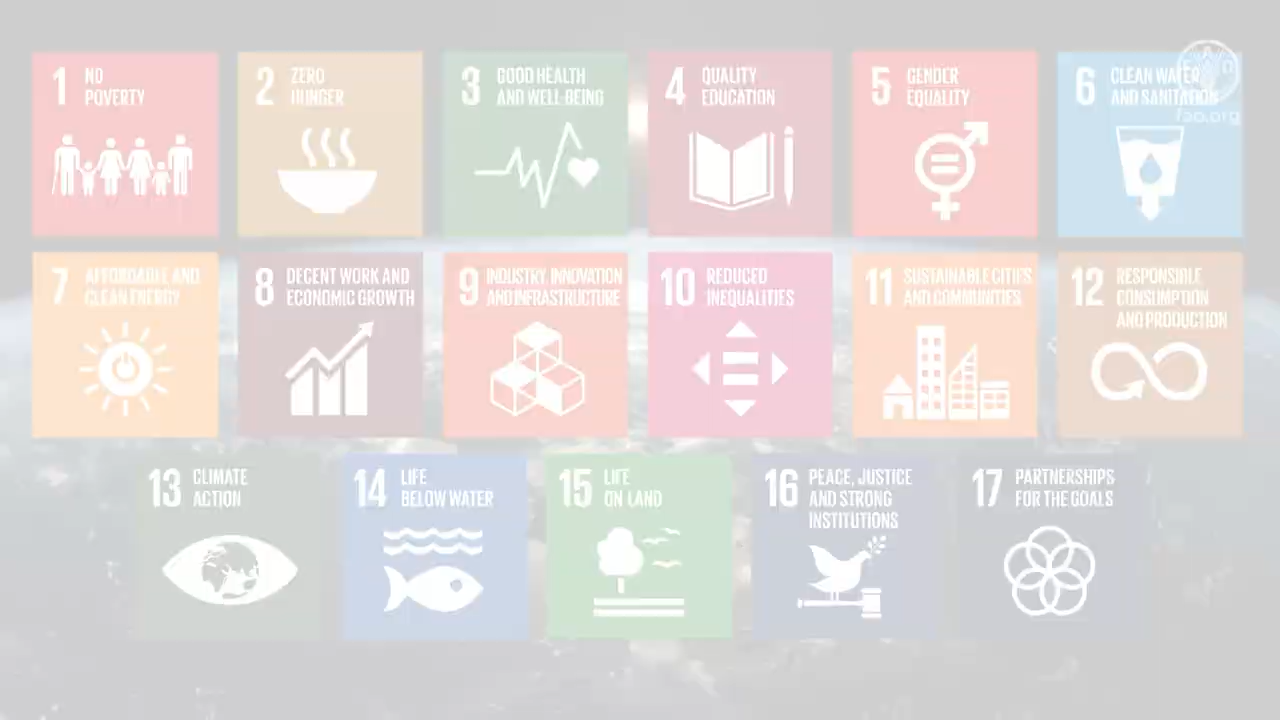 1 NO
POVERTY
2 ZERO
HUNGER
3 GOOD HEALTH
AND WELL-BEING
4 QUALITY
EDUCATION
5 GENDER
EQUALITY
6 CLEAN WATER
AND SANITATION
fao.org
7 AFFORDABLE AND
CLEAN ENERGY
8 DECENT WORK AND
ECONOMIC GROWTH
9 INDUSTRY, INNOVATION
AND INFRASTRUCTURE
10 REDUCED
INEQUALITIES
11 SUSTAINABLE CITIES
AND COMMUNITIES
12 RESPONSIBLE
CONSUMPTION
AND PRODUCTION
13 CLIMATE
ACTION
14 LIFE
BELOW WATER
15 LIFE
ON LAND
16 PEACE, JUSTICE
AND STRONG
INSTITUTIONS
17 PARTNERSHIPS
FOR THE GOALS